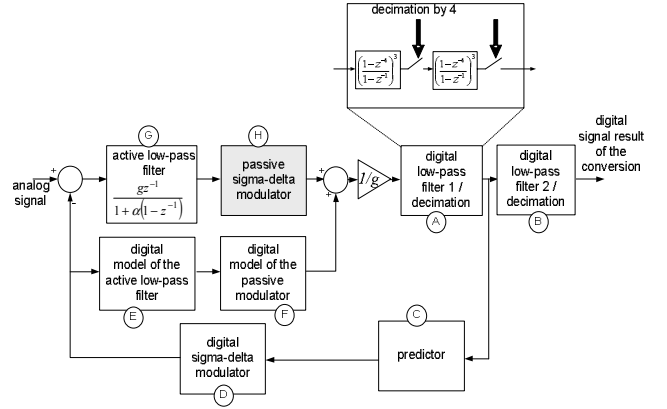 decimation by 4
(1-z^-4 / 1-z^-1)^3
(1-z^-4 / 1-z^-1)^3
digital
signal result
of the
conversion
G
H
active low-pass
filter
gz^-1 / 1+α(1-z^-1)
passive
sigma-delta
modulator
+
analog
signal
-
+
+
1/g
digital
low-pass
filter 1 /
decimation
A
digital
low-pass
filter 2 /
decimation
B
digital
model of the
active low-pass
filter
E
digital
model of the
passive
modulator
F
C
predictor
digital
sigma-delta
modulator
D